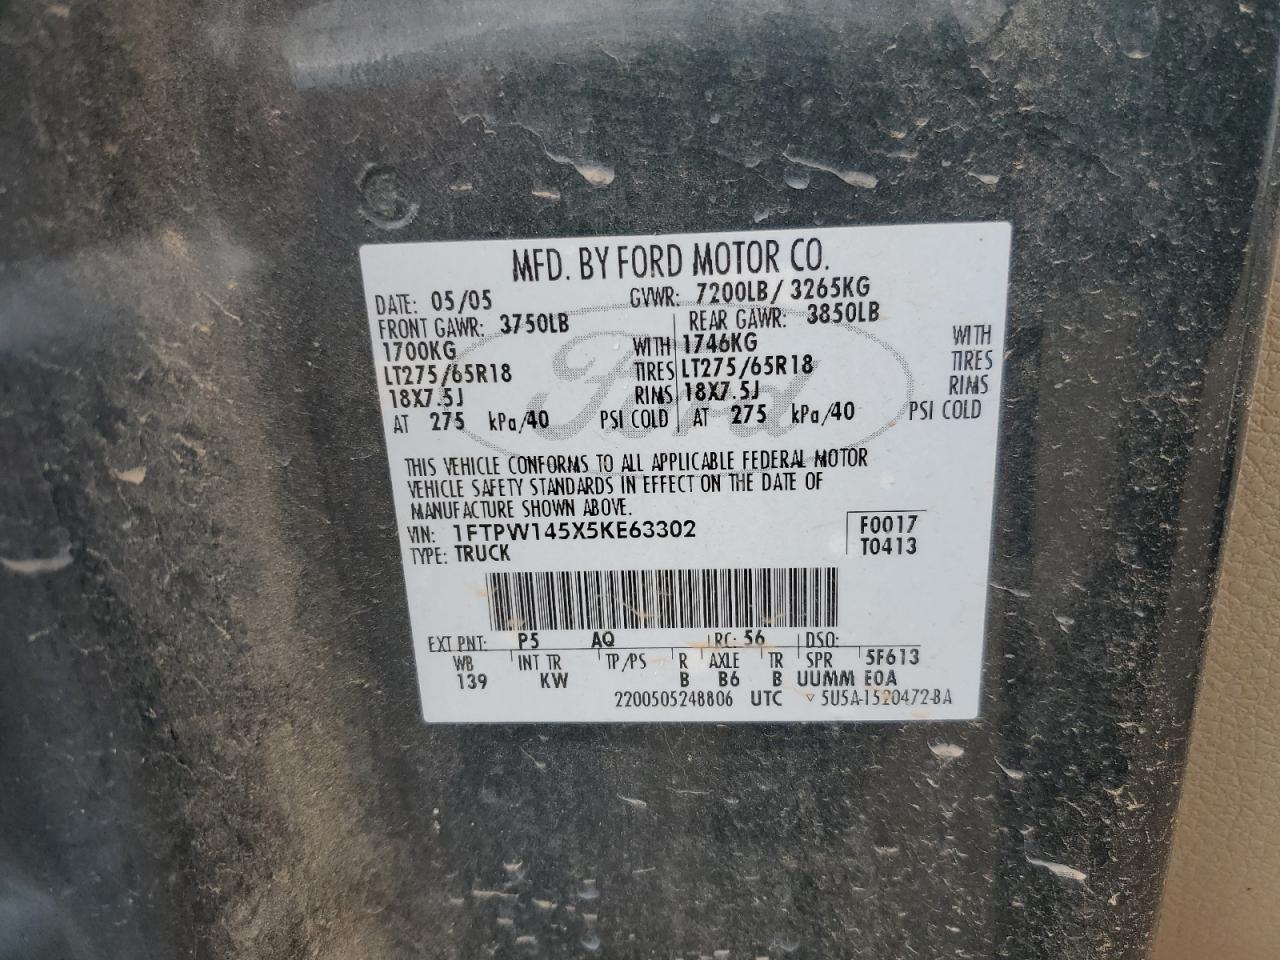 MFD. BY FORD MOTOR CO.
DATE: 05/05 GVWR: 7200LB / 3265KG
FRONT GAWR: 3750LB REAR GAWR: 3850LB
1700KG WITH 1746KG WITH
LT275/65R18 TIRES LT275/65R18 TIRES
18X7.5J RIMS 18X7.5J RIMS
AT 275 kPa/40 PSI COLD AT 275 kPa/40 PSI COLD
Ford
THIS VEHICLE CONFORMS TO ALL APPLICABLE FEDERAL MOTOR
VEHICLE SAFETY STANDARDS IN EFFECT ON THE DATE OF
MANUFACTURE SHOWN ABOVE.
VIN: 1FTPW145X5KE63302 F0017
TYPE: TRUCK T0413
EXT PNT: P5 AQ RC: 56 DSO:
WB INT TR TP/PS R AXLE TR SPR 5F613
139 KW B B6 B UUMM E0A
2200505248806 UTC ▽ 5U5A-1520472-BA